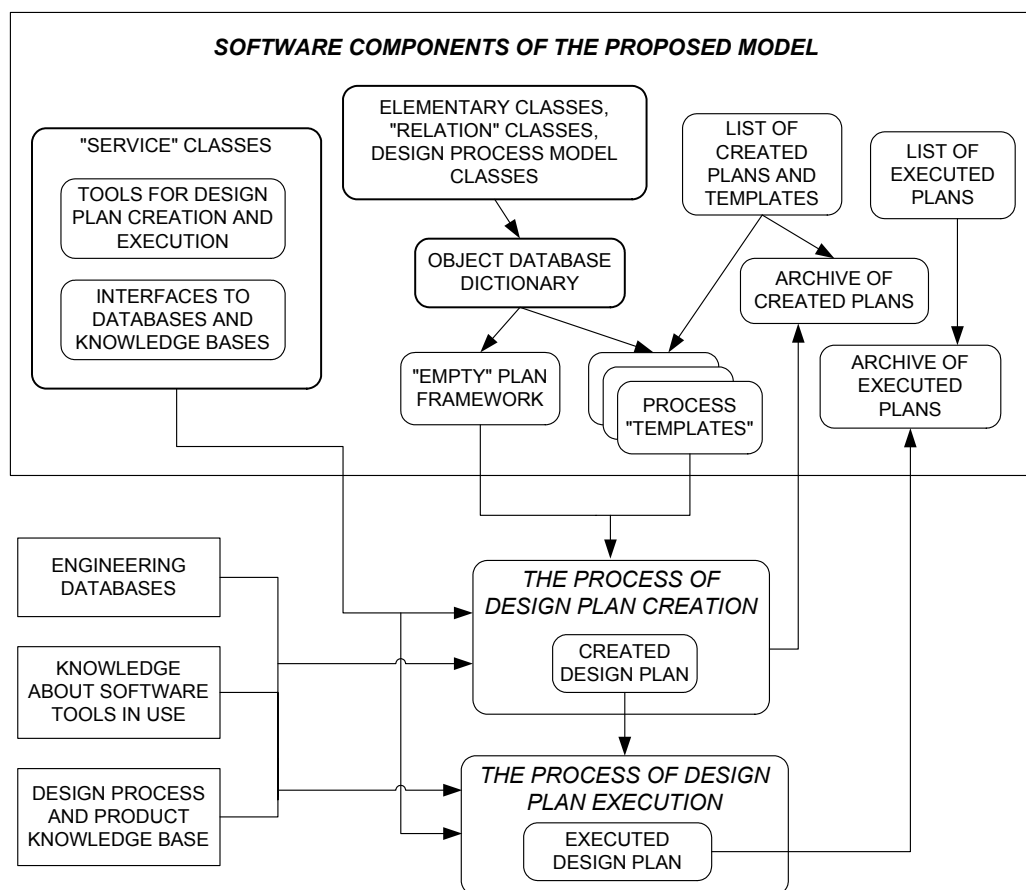 SOFTWARE COMPONENTS OF THE PROPOSED MODEL
"SERVICE" CLASSES
TOOLS FOR DESIGN
PLAN CREATION AND
EXECUTION
INTERFACES TO
DATABASES AND
KNOWLEDGE BASES
ELEMENTARY CLASSES,
"RELATION" CLASSES,
DESIGN PROCESS MODEL
CLASSES
LIST OF
CREATED
PLANS AND
TEMPLATES
LIST OF
EXECUTED
PLANS
OBJECT DATABASE
DICTIONARY
ARCHIVE OF
CREATED PLANS
"EMPTY" PLAN
FRAMEWORK
PROCESS
"TEMPLATES"
ARCHIVE OF
EXECUTED
PLANS
ENGINEERING
DATABASES
KNOWLEDGE
ABOUT SOFTWARE
TOOLS IN USE
DESIGN PROCESS
AND PRODUCT
KNOWLEDGE BASE
THE PROCESS OF
DESIGN PLAN CREATION
CREATED
DESIGN PLAN
THE PROCESS OF DESIGN
PLAN EXECUTION
EXECUTED
DESIGN PLAN